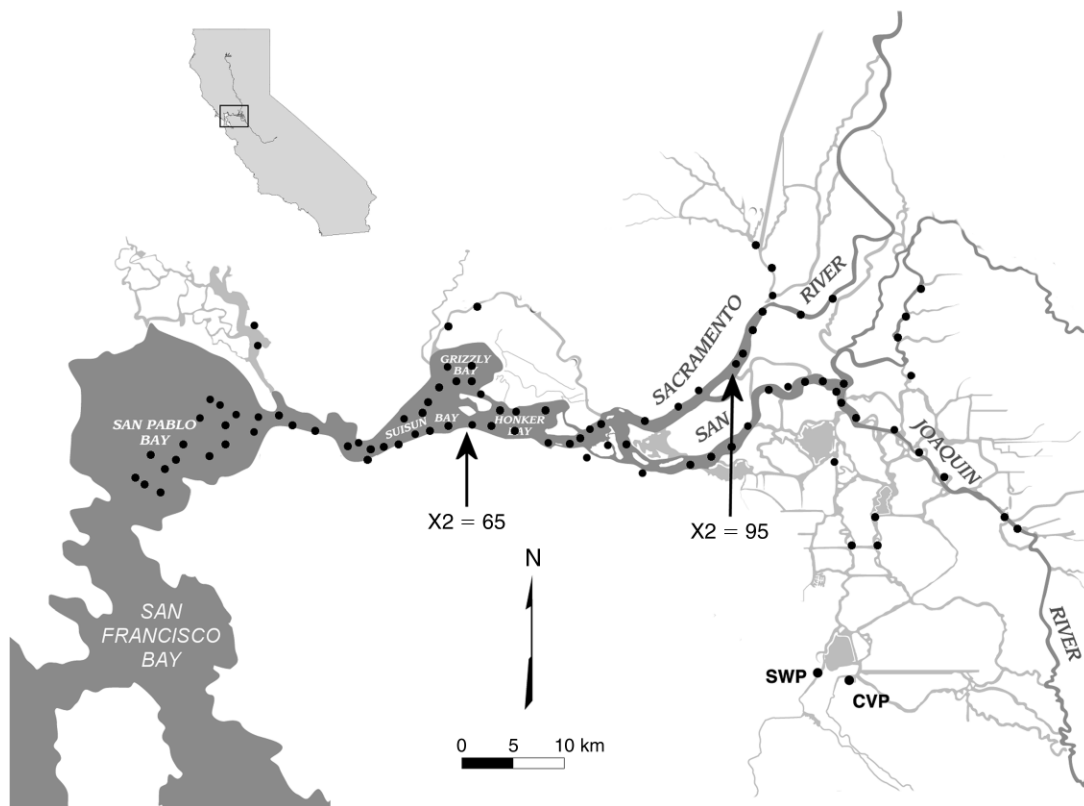 GRIZZLY
BAY
SACRAMENTO
RIVER
SAN PABLO
BAY
SUISUN
BAY
HONKER
BAY
SAN
JOAQUIN
RIVER
X2 = 65
X2 = 95
N
SAN
FRANCISCO
BAY
SWP
CVP
0 5 10 km